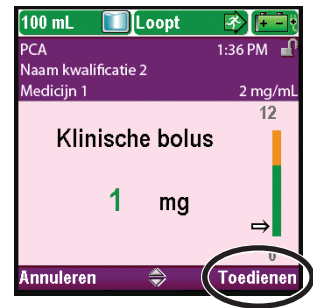 100 mL Loopt
PCA 1:36 PM
Naam kwalificatie 2
Medicijn 1 2 mg/mL
12
Klinische bolus
1 mg
0
Annuleren Toedienen